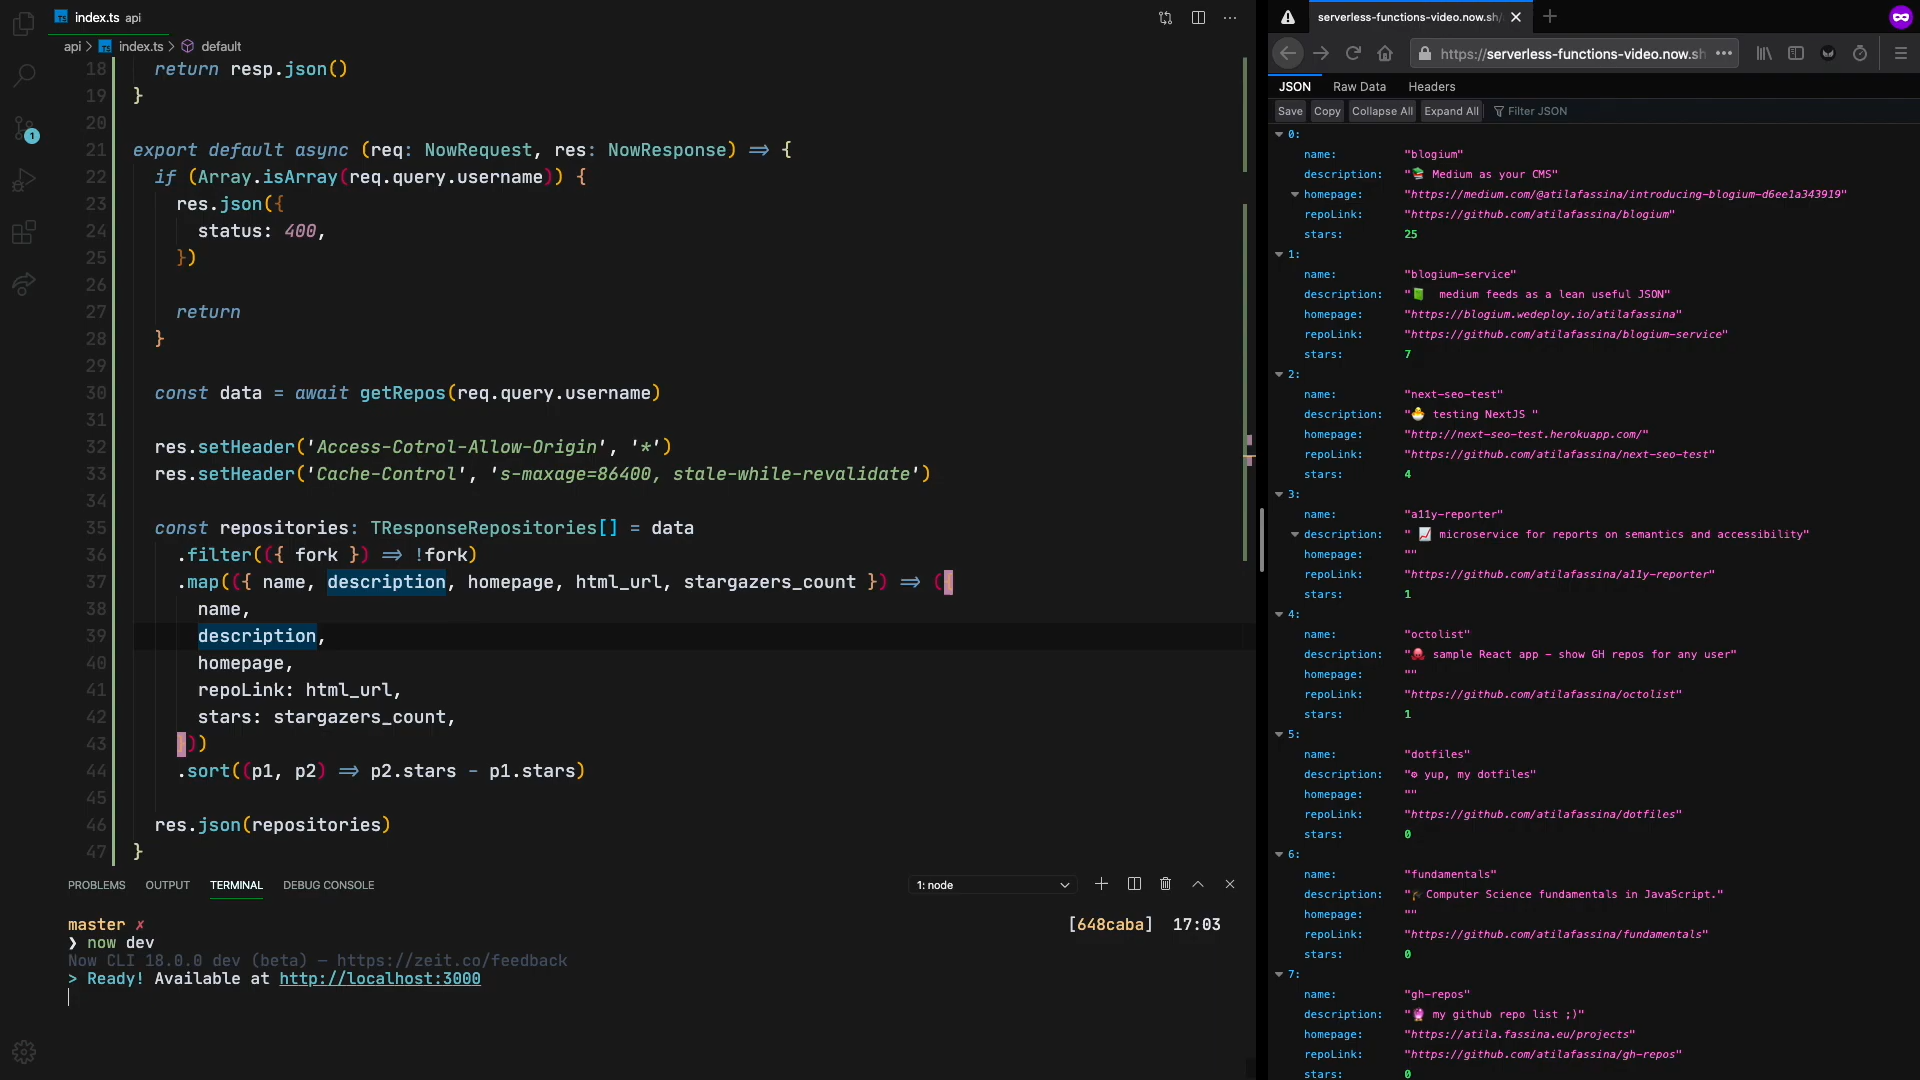 index.ts api
api > index.ts > default
18 return resp.json()
19 }
20
21 export default async (req: NowRequest, res: NowResponse) => {
22 if (Array.isArray(req.query.username)) {
23 res.json({
24 status: 400,
25 })
26
27 return
28 }
29
30 const data = await getRepos(req.query.username)
31
32 res.setHeader('Access-Cotrol-Allow-Origin', '*')
33 res.setHeader('Cache-Control', 's-maxage=86400, stale-while-revalidate')
34
35 const repositories: TResponseRepositories[] = data
36 .filter(({ fork }) => !fork)
37 .map(({ name, description, homepage, html_url, stargazers_count }) => ({
38 name,
39 description,
40 homepage,
41 repoLink: html_url,
42 stars: stargazers_count,
43 }))
44 .sort((p1, p2) => p2.stars - p1.stars)
45
46 res.json(repositories)
47 }
1
PROBLEMS OUTPUT TERMINAL DEBUG CONSOLE 1: node
master ✗ [648caba] 17:03
❯ now dev
Now CLI 18.0.0 dev (beta) — https://zeit.co/feedback
> Ready! Available at http://localhost:3000
serverless-functions-video.now.sh/
https://serverless-functions-video.now.sh
JSON Raw Data Headers
Save Copy Collapse All Expand All Filter JSON
0:
name: "blogium"
description: "📚 Medium as your CMS"
homepage: "https://medium.com/@atilafassina/introducing-blogium-d6ee1a343919"
repoLink: "https://github.com/atilafassina/blogium"
stars: 25
1:
name: "blogium-service"
description: "📗 medium feeds as a lean useful JSON"
homepage: "https://blogium.wedeploy.io/atilafassina"
repoLink: "https://github.com/atilafassina/blogium-service"
stars: 7
2:
name: "next-seo-test"
description: "🐣 testing NextJS "
homepage: "http://next-seo-test.herokuapp.com/"
repoLink: "https://github.com/atilafassina/next-seo-test"
stars: 4
3:
name: "a11y-reporter"
description: " 📈 microservice for reports on semantics and accessibility"
homepage: ""
repoLink: "https://github.com/atilafassina/a11y-reporter"
stars: 1
4:
name: "octolist"
description: "🐙 sample React app - show GH repos for any user"
homepage: ""
repoLink: "https://github.com/atilafassina/octolist"
stars: 1
5:
name: "dotfiles"
description: "⚙ yup, my dotfiles"
homepage: ""
repoLink: "https://github.com/atilafassina/dotfiles"
stars: 0
6:
name: "fundamentals"
description: "🎓Computer Science fundamentals in JavaScript."
homepage: ""
repoLink: "https://github.com/atilafassina/fundamentals"
stars: 0
7:
name: "gh-repos"
description: "🔮 my github repo list ;)"
homepage: "https://atila.fassina.eu/projects"
repoLink: "https://github.com/atilafassina/gh-repos"
stars: 0